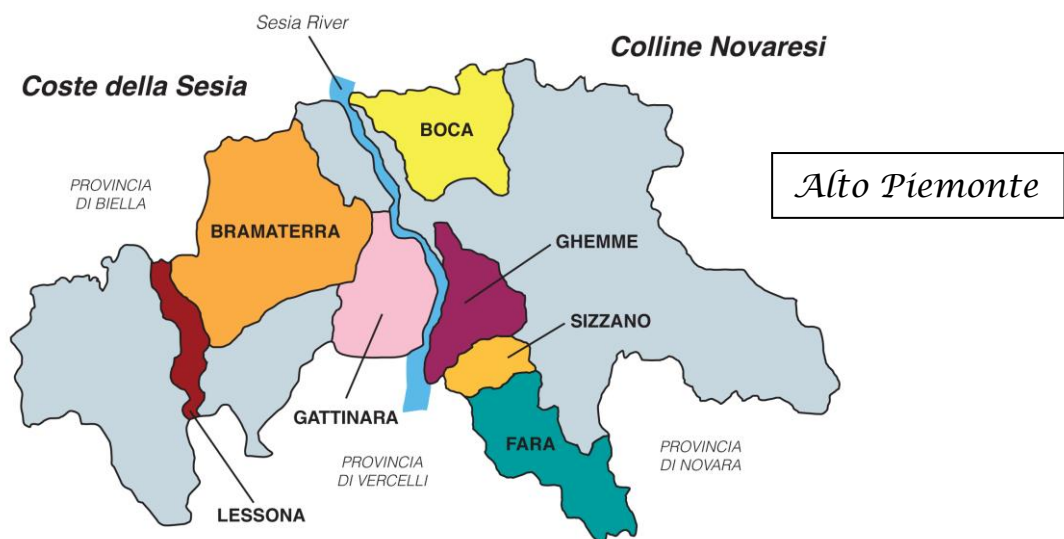 Sesia River
Colline Novaresi
Coste della Sesia
BOCA
Alto Piemonte
PROVINCIA
DI BIELLA
BRAMATERRA
GHEMME
SIZZANO
GATTINARA
FARA
PROVINCIA
DI NOVARA
PROVINCIA
DI VERCELLI
LESSONA